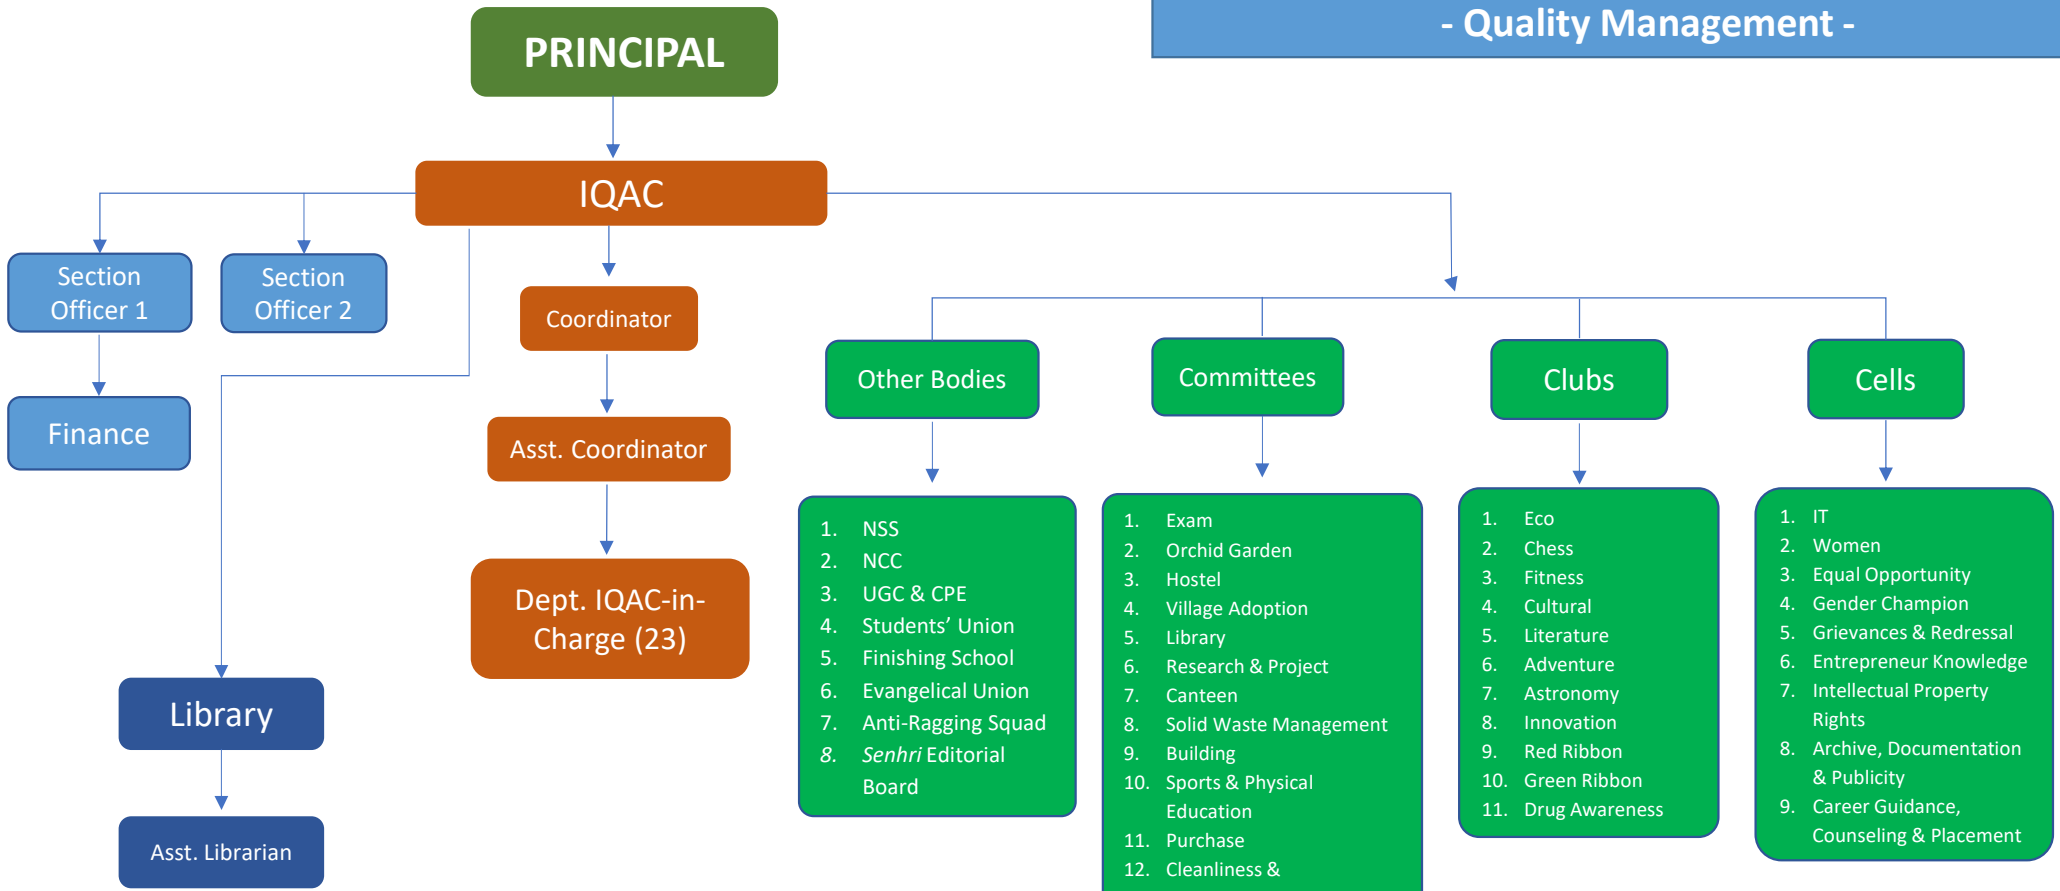 - Quality Management -
PRINCIPAL
IQAC
Section
Officer 1
Section
Officer 2
Finance
Coordinator
Asst. Coordinator
Dept. IQAC-in-
Charge (23)
Library
Asst. Librarian
Other Bodies
1. NSS
2. NCC
3. UGC & CPE
4. Students’ Union
5. Finishing School
6. Evangelical Union
7. Anti-Ragging Squad
8. Senhri Editorial
Board
Committees
1. Exam
2. Orchid Garden
3. Hostel
4. Village Adoption
5. Library
6. Research & Project
7. Canteen
8. Solid Waste Management
9. Building
10. Sports & Physical
Education
11. Purchase
12. Cleanliness &
Clubs
1. Eco
2. Chess
3. Fitness
4. Cultural
5. Literature
6. Adventure
7. Astronomy
8. Innovation
9. Red Ribbon
10. Green Ribbon
11. Drug Awareness
Cells
1. IT
2. Women
3. Equal Opportunity
4. Gender Champion
5. Grievances & Redressal
6. Entrepreneur Knowledge
7. Intellectual Property
Rights
8. Archive, Documentation
& Publicity
9. Career Guidance,
Counseling & Placement